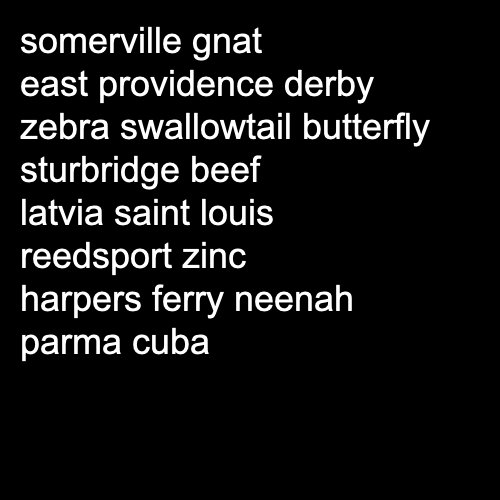 somerville gnat
east providence derby
zebra swallowtail butterfly
sturbridge beef
latvia saint louis
reedsport zinc
harpers ferry neenah
parma cuba